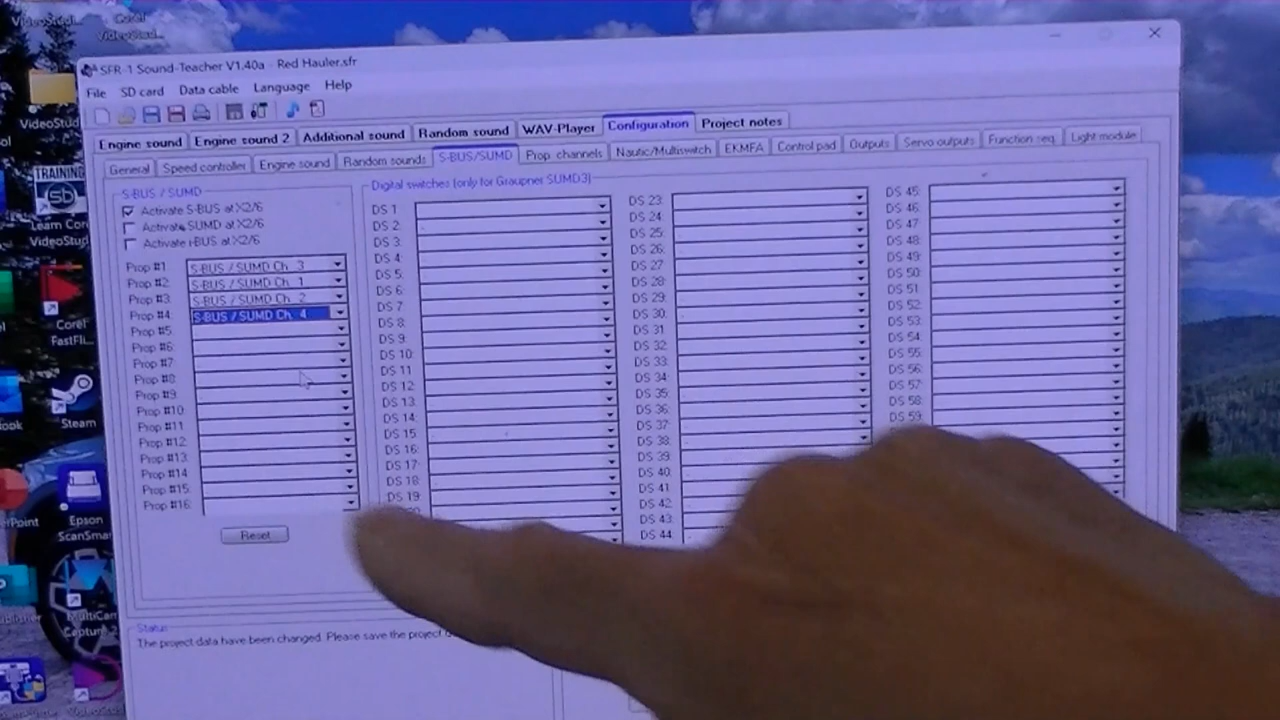 SFR-1 Sound-Teacher V1.40a - Red Hauler.sfr
File SD card Data cable Language Help
Engine sound Engine sound 2 Additional sound Random sound WAV-Player Configuration Project notes
General Speed controller Engine sound Random sounds S-BUS/SUMD Prop. channels Nautic/Multiswitch EKMFA Control pad Outputs Servo outputs Function seq. Light module
S-BUS / SUMD
Activate S-BUS at X2/6
Activate SUMD at X2/6
Activate i-BUS at X2/6
Prop #1: S-BUS / SUMD Ch. 3
Prop #2: S-BUS / SUMD Ch. 1
Prop #3: S-BUS / SUMD Ch. 2
Prop #4: S-BUS / SUMD Ch. 4
Prop #5:
Prop #6:
Prop #7:
Prop #8:
Prop #9:
Prop #10:
Prop #11:
Prop #12:
Prop #13:
Prop #14:
Prop #15:
Prop #16:
Reset
Digital switches (only for Graupner SUMD3)
DS 1:
DS 2:
DS 3:
DS 4:
DS 5:
DS 6:
DS 7:
DS 8:
DS 9:
DS 10:
DS 11:
DS 12:
DS 13:
DS 14:
DS 15:
DS 16:
DS 17:
DS 18:
DS 19:
DS 23:
DS 24:
DS 25:
DS 26:
DS 27:
DS 28:
DS 29:
DS 30:
DS 31:
DS 32:
DS 33:
DS 34:
DS 35:
DS 36:
DS 37:
DS 38:
DS 39:
DS 40:
DS 41:
DS 42:
DS 43:
DS 44:
DS 45:
DS 46:
DS 47:
DS 48:
DS 49:
DS 50:
DS 51:
DS 52:
DS 53:
DS 54:
DS 55:
DS 56:
DS 57:
DS 58:
DS 59:
Status
The project data have been changed. Please save the project
VideoStudi...
Corel
VideoStud...
VideoStud
TRAINING
sb
Learn Cor
VideoStud
Corel
FastFli...
Steam
Epson
ScanSma
MultiCam
Capture 2
VideoStud